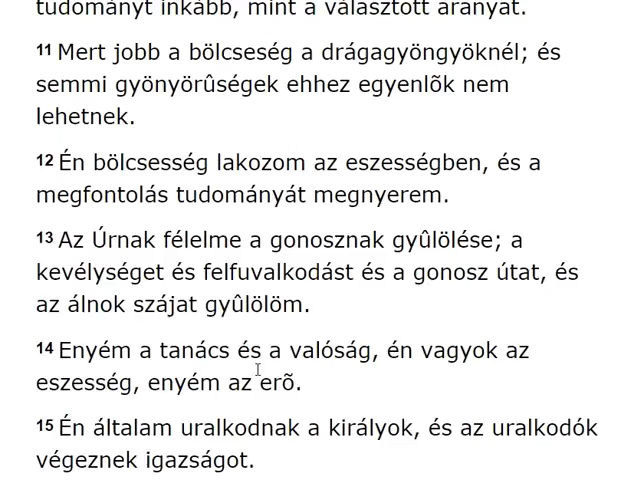 tudományt inkább, mint a választott aranyat.
11 Mert jobb a bölcseség a drágagyöngyöknél; és
semmi gyönyörûségek ehhez egyenlõk nem
lehetnek.
12 Én bölcsesség lakozom az eszességben, és a
megfontolás tudományát megnyerem.
13 Az Úrnak félelme a gonosznak gyûlölése; a
kevélységet és felfuvalkodást és a gonosz útat, és
az álnok szájat gyûlölöm.
14 Enyém a tanács és a valóság, én vagyok az
eszesség, enyém az erõ.
15 Én általam uralkodnak a királyok, és az uralkodók
végeznek igazságot.